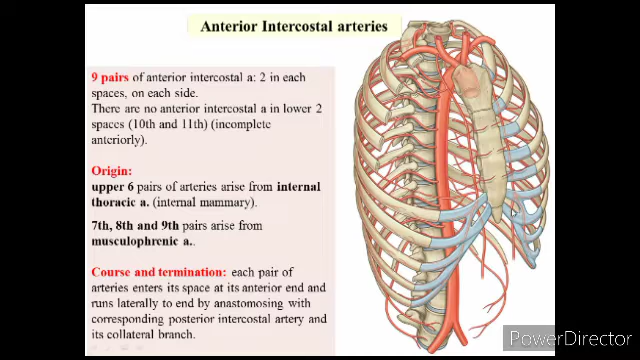 Anterior Intercostal arteries
9 pairs of anterior intercostal a: 2 in each
spaces, on each side.
There are no anterior intercostal a in lower 2
spaces (10th and 11th) (incomplete
anteriorly).
Origin:
upper 6 pairs of arteries arise from internal
thoracic a. (internal mammary).
7th, 8th and 9th pairs arise from
musculophrenic a..
Course and termination: each pair of
arteries enters its space at its anterior end and
runs laterally to end by anastomosing with
corresponding posterior intercostal artery and
its collateral branch.
PowerDirector